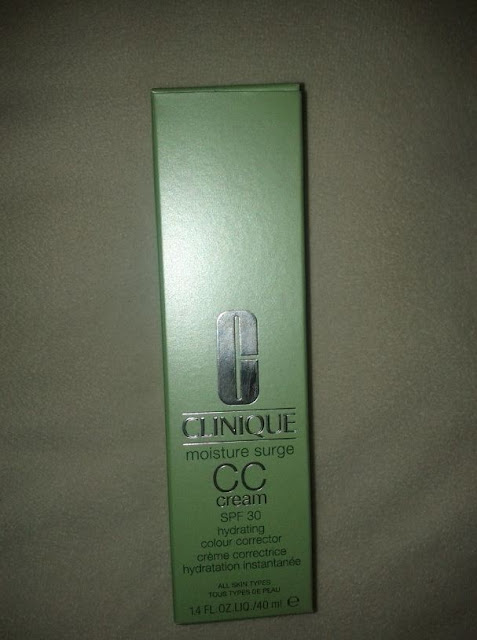 C
CLINIQUE
moisture surge
CC
cream
SPF 30
hydrating
colour corrector
crème correctrice
hydratation instantanée
ALL SKIN TYPES
TOUS TYPES DE PEAU
1.4 FL.OZ.LIQ./40 ml ℮